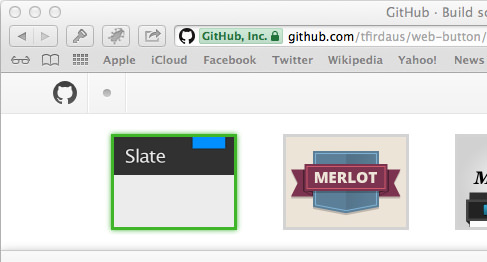 GitHub · Build so
GitHub, Inc. github.com/tfirdaus/web-button/
Apple iCloud Facebook Twitter Wikipedia Yahoo! News
Slate
MERLOT
M